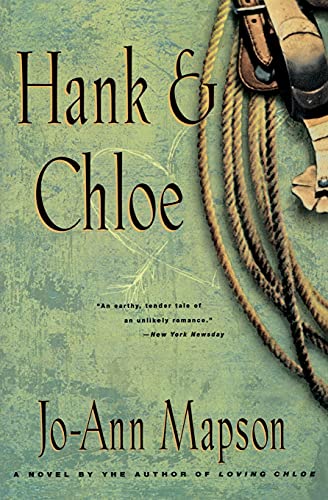 Hank &
Chloe
"An earthy, tender tale of
an unlikely romance."
—New York Newsday
Jo-Ann Mapson
A NOVEL BY THE AUTHOR OF LOVING CHLOE